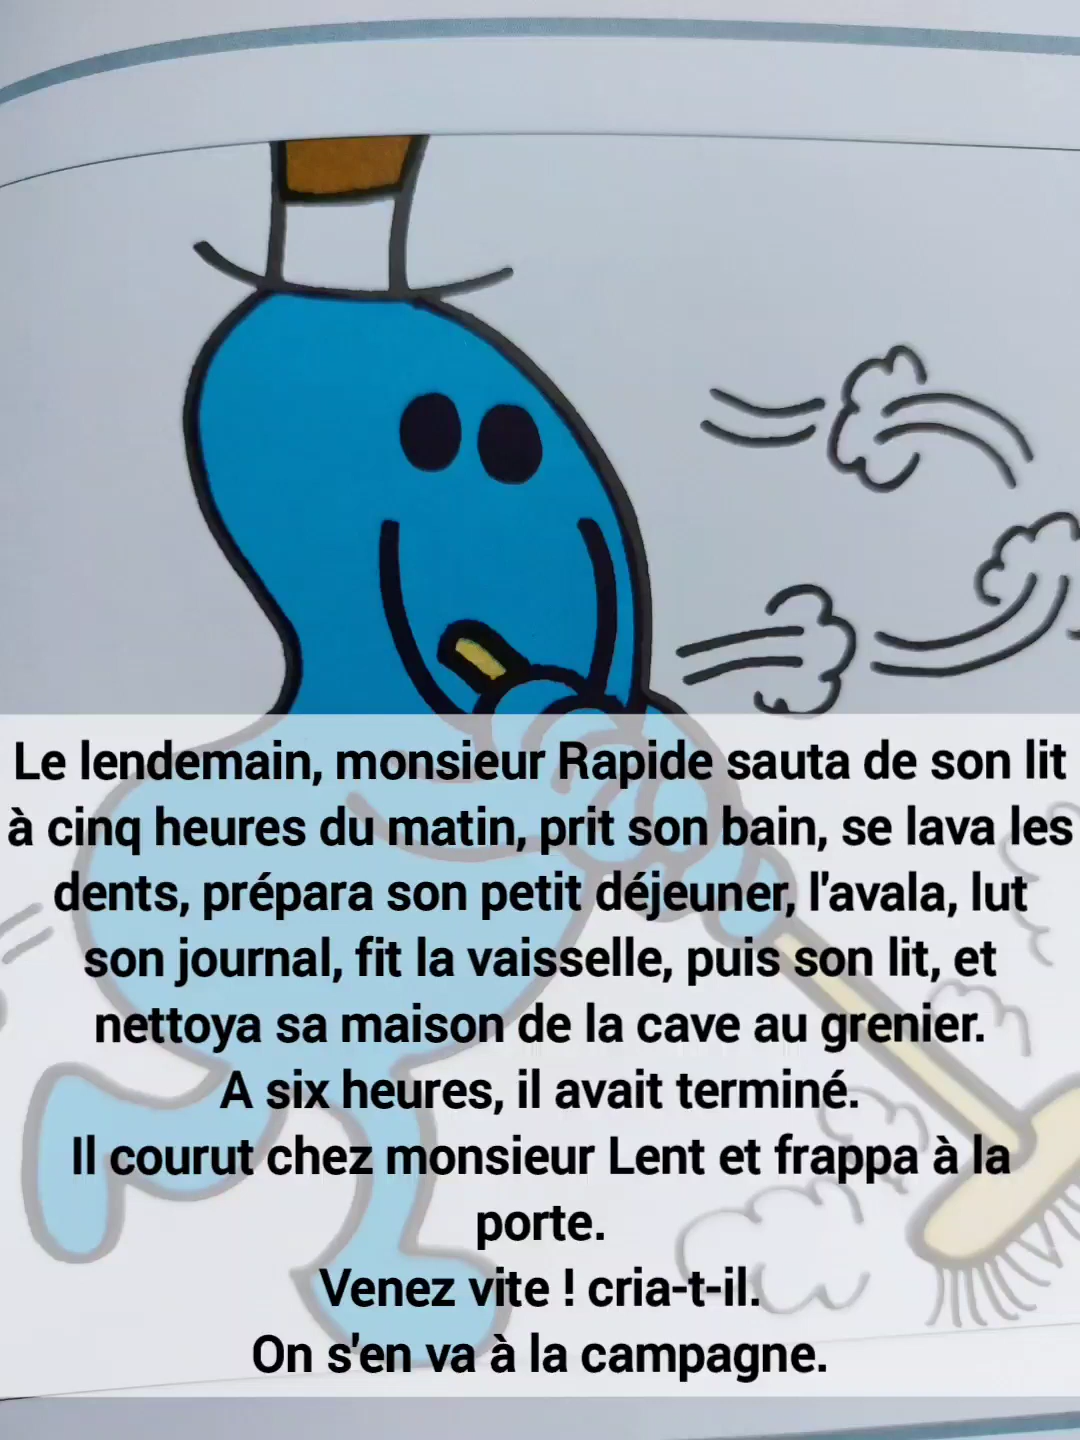 Le lendemain, monsieur Rapide sauta de son lit
à cinq heures du matin, prit son bain, se lava les
dents, prépara son petit déjeuner, l'avala, lut
son journal, fit la vaisselle, puis son lit, et
nettoya sa maison de la cave au grenier.
A six heures, il avait terminé.
Il courut chez monsieur Lent et frappa à la
porte.
Venez vite ! cria-t-il.
On s'en va à la campagne.